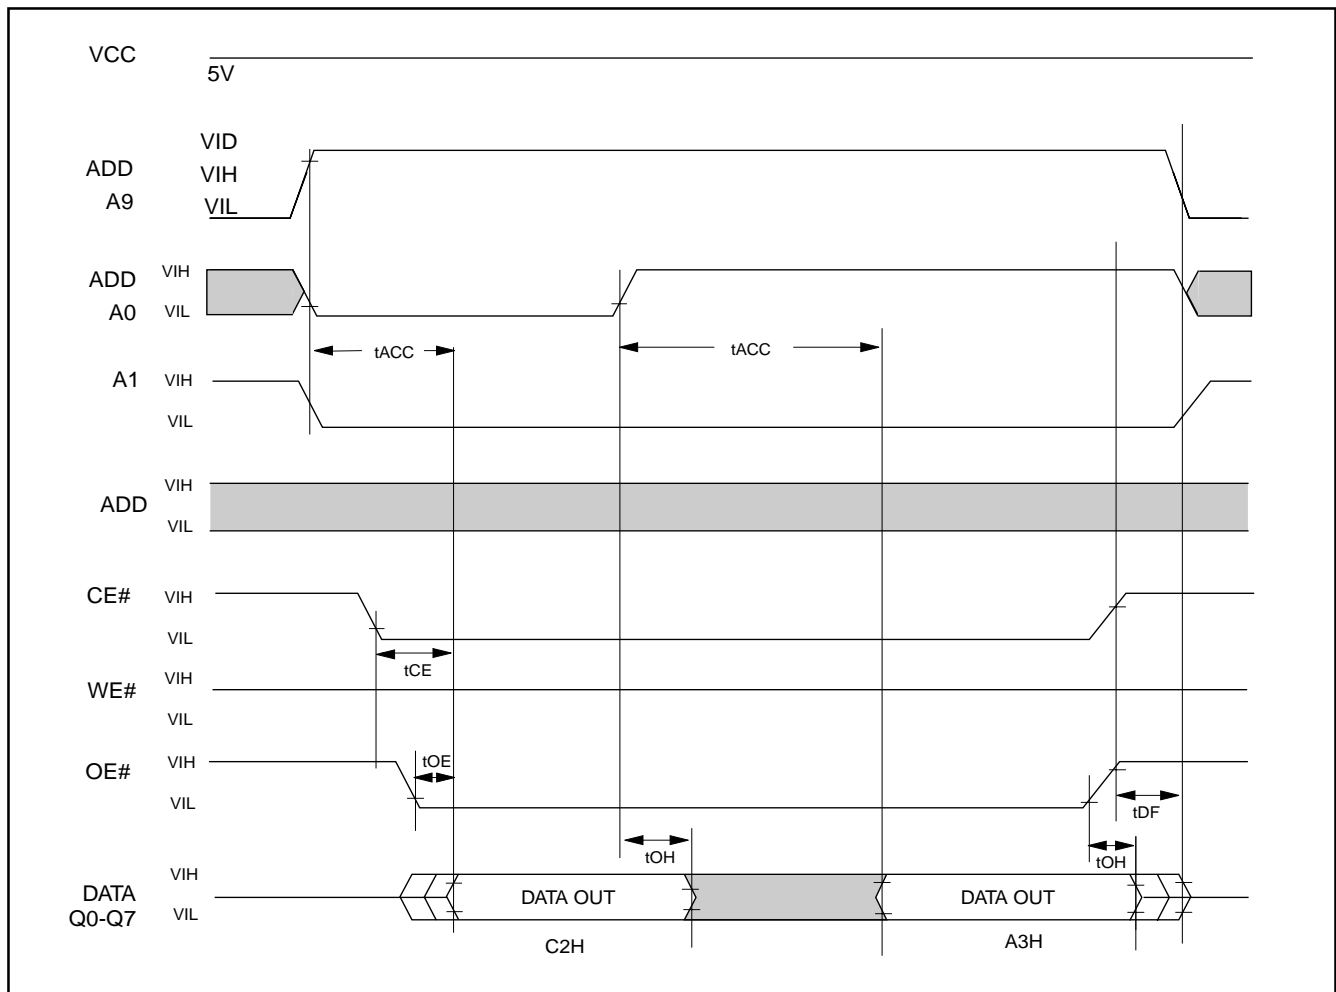 VCC
5V
ADD
A9
VID
VIH
VIL
ADD
A0
VIH
VIL
tACC
tACC
A1
VIH
VIL
ADD
VIH
VIL
CE#
VIH
VIL
tCE
WE#
VIH
VIL
OE#
VIH
VIL
tOE
tDF
tOH
tOH
DATA
Q0-Q7
VIH
VIL
DATA OUT
DATA OUT
C2H
A3H